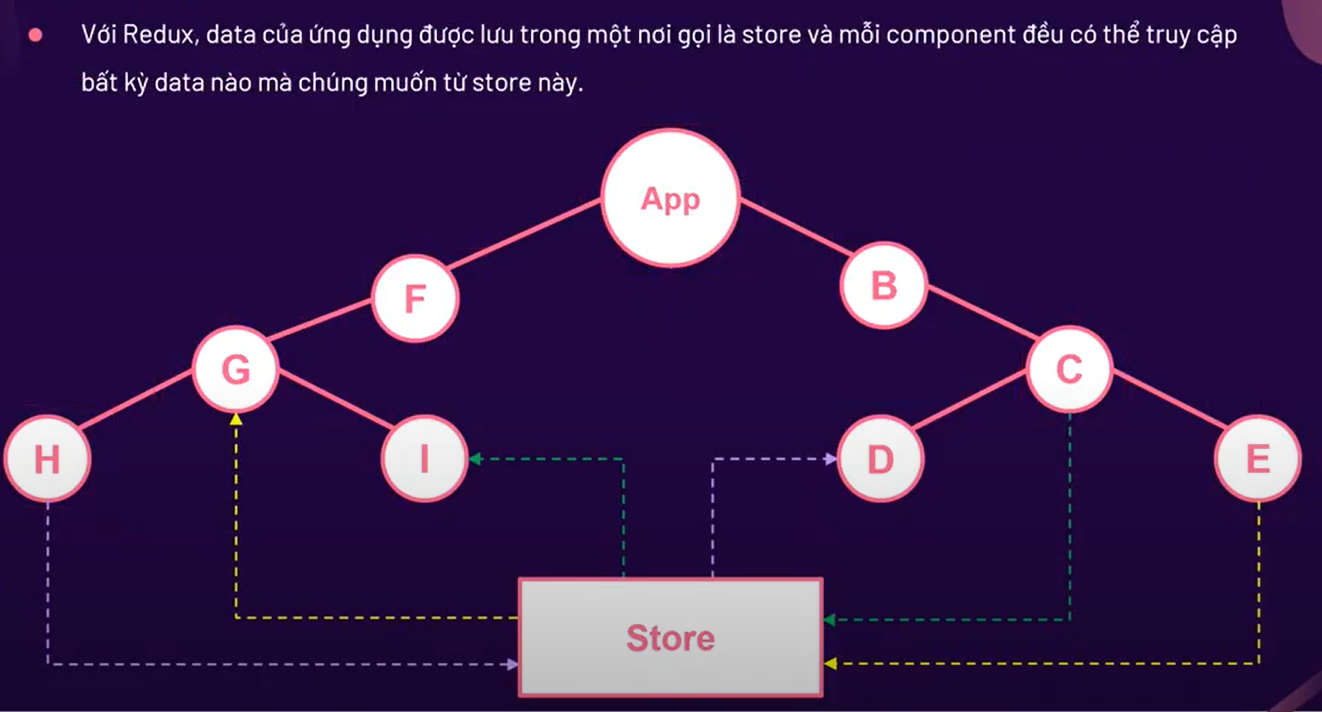 Với Redux, data của ứng dụng được lưu trong một nơi gọi là store và mỗi component đều có thể truy cập
bất kỳ data nào mà chúng muốn từ store này.
App
F
B
G
C
H
I
D
E
Store